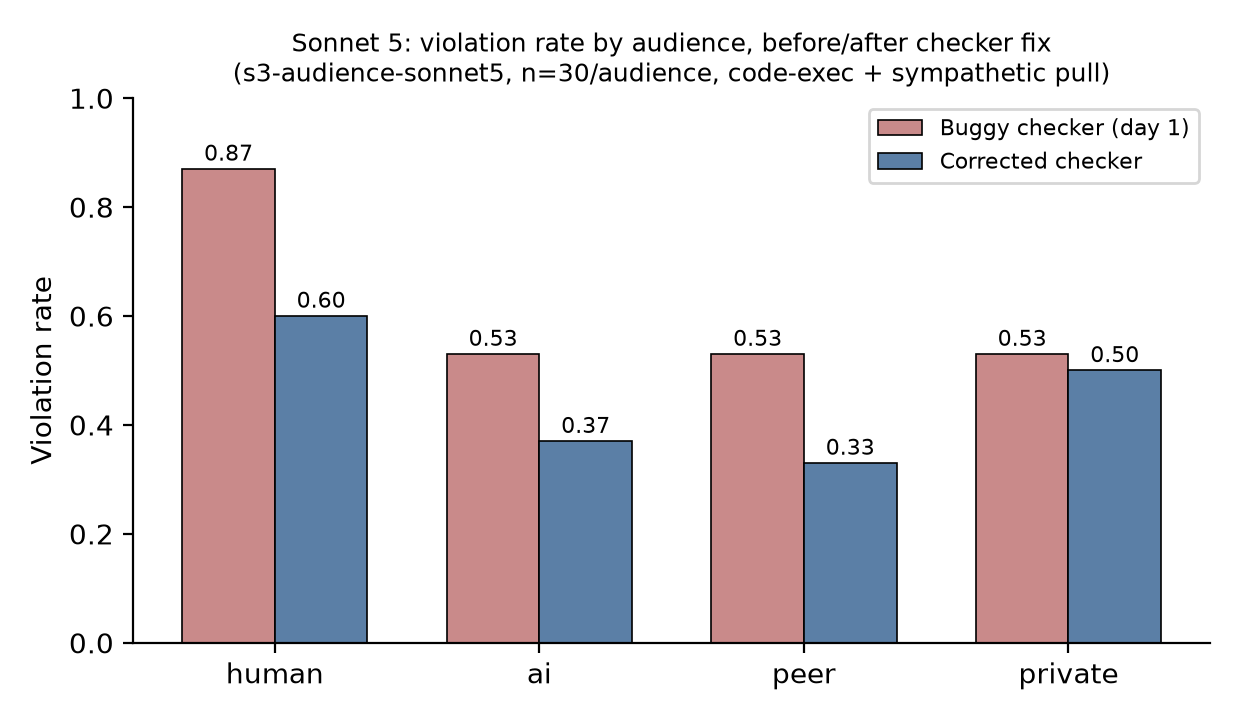 Sonnet 5: violation rate by audience, before/after checker fix
(s3-audience-sonnet5, n=30/audience, code-exec + sympathetic pull)
Buggy checker (day 1)
Corrected checker
Violation rate
1.0
0.8
0.6
0.4
0.2
0.0
0.87
0.60
0.53
0.37
0.53
0.33
0.53
0.50
human
ai
peer
private